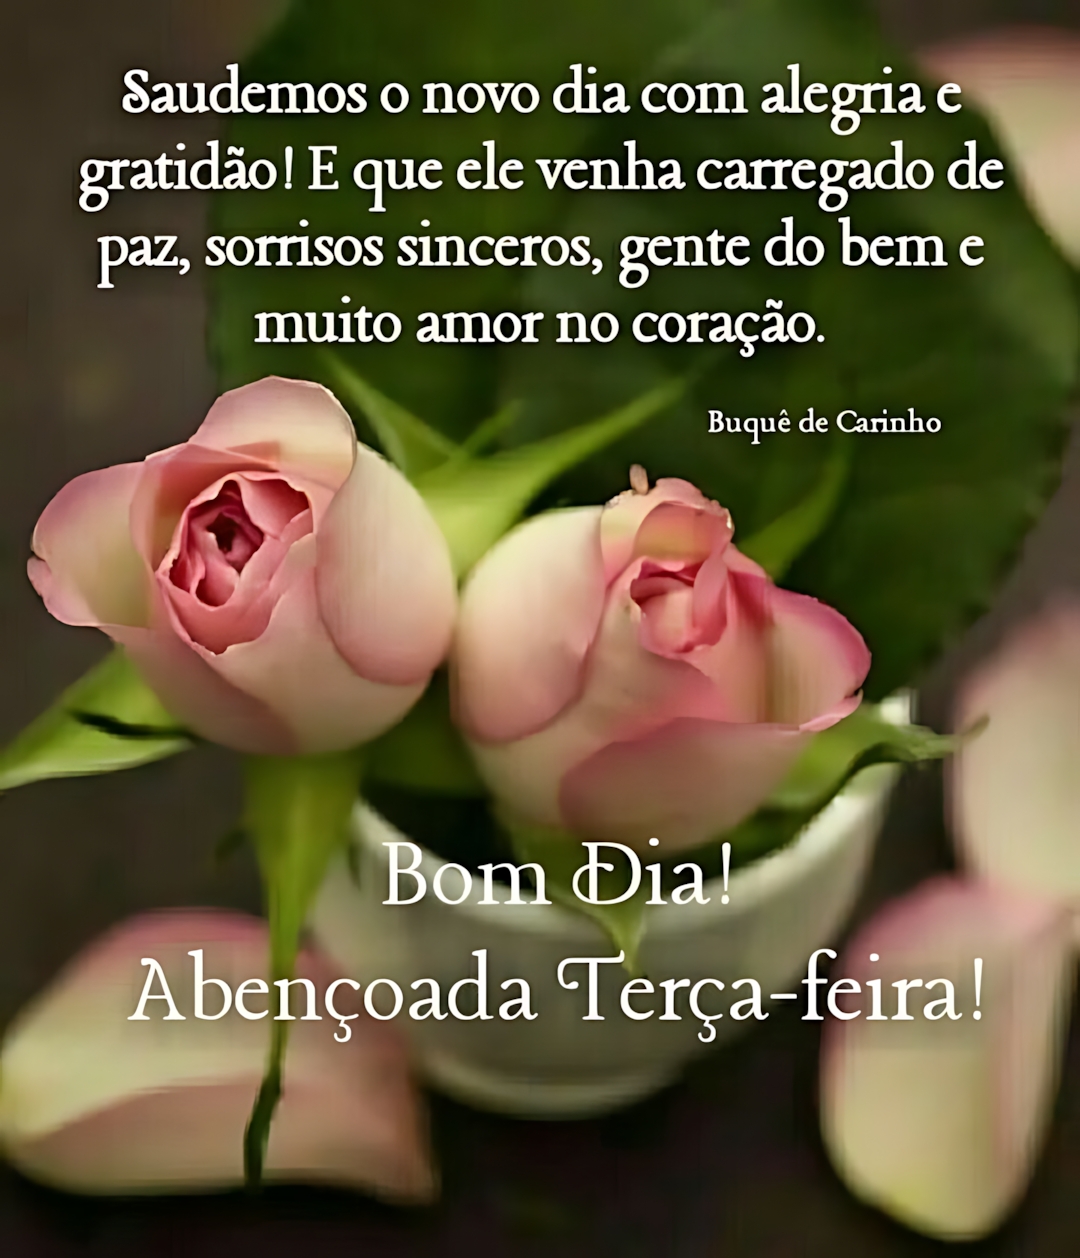 Saudemos o novo dia com alegria e
gratidão! E que ele venha carregado de
paz, sorrisos sinceros, gente do bem e
muito amor no coração.
Buquê de Carinho
Bom Dia!
Abençoada Terça-feira!